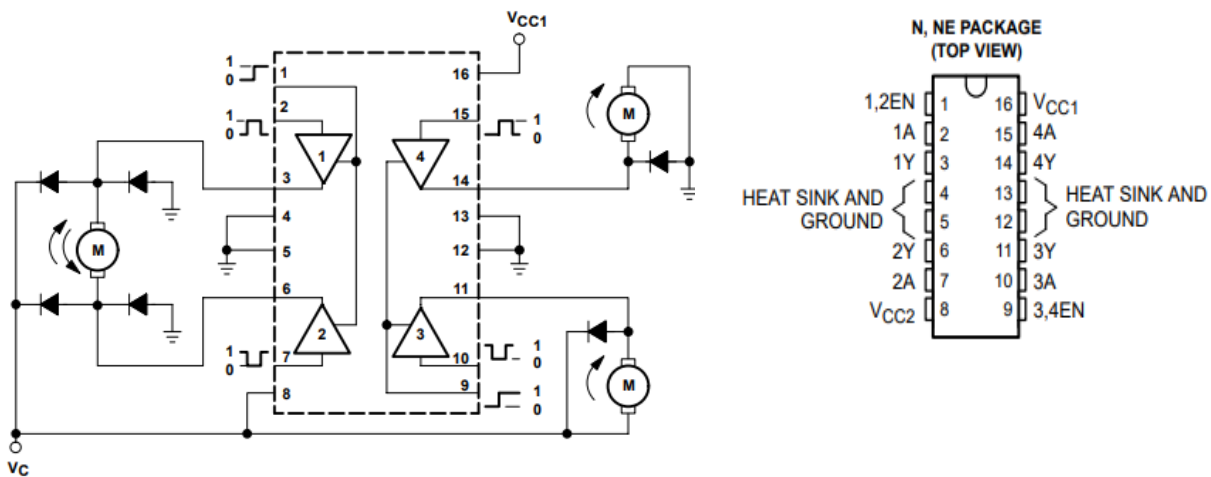 VCC1
1
0
1
16
1
0
2
15
1
0
M
1
4
3
14
4
13
M
5
12
6
11
2
3
1
0
7
10
1
0
8
9
1
0
M
VC
N, NE PACKAGE
(TOP VIEW)
1,2EN 1 16 VCC1
1A 2 15 4A
1Y 3 14 4Y
HEAT SINK AND GROUND 4 13 HEAT SINK AND GROUND
5 12
2Y 6 11 3Y
2A 7 10 3A
VCC2 8 9 3,4EN